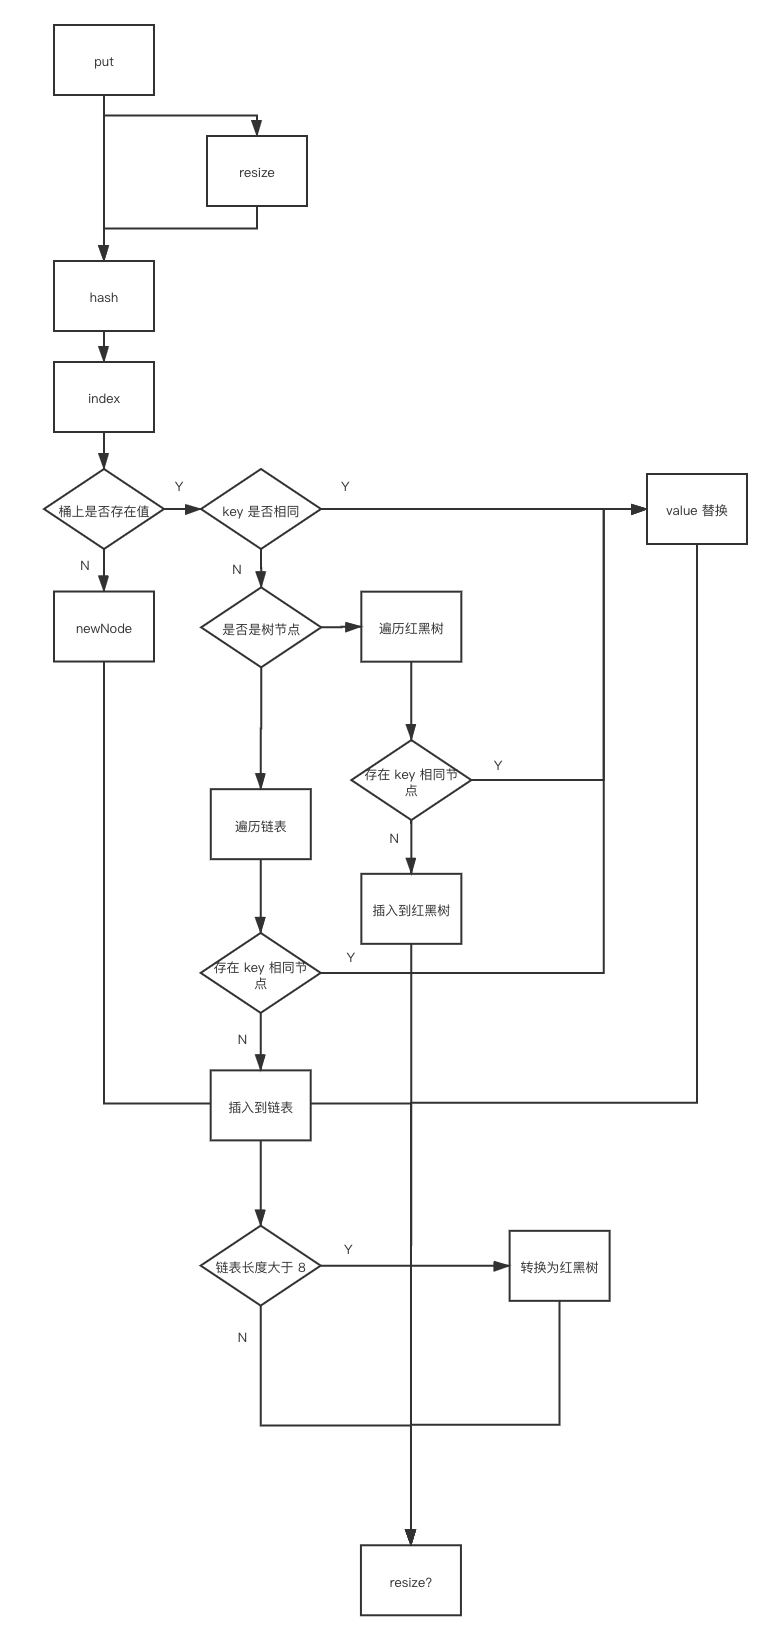 put
resize
hash
index
桶上是否存在值
Y
key 是否相同
Y
value 替换
N
newNode
N
是否是树节点
遍历红黑树
存在 key 相同节
点
Y
N
遍历链表
插入到红黑树
存在 key 相同节
点
Y
N
插入到链表
链表长度大于 8
Y
转换为红黑树
N
resize?